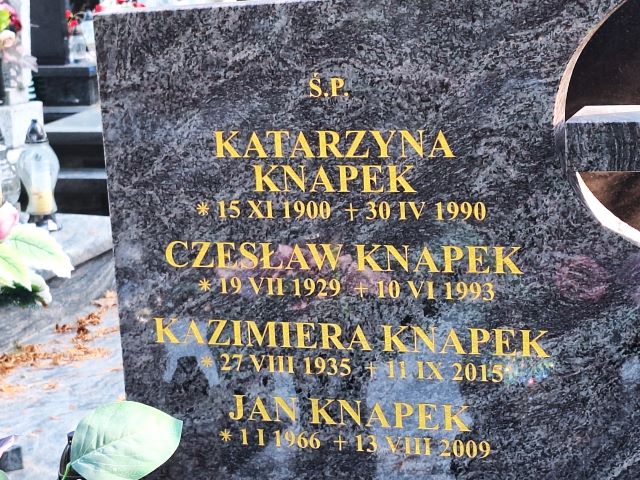 Ś.P.
KATARZYNA
KNAPEK
* 15 XI 1900 + 30 IV 1990
CZESŁAW KNAPEK
* 19 VII 1929 + 10 VI 1993
KAZIMIERA KNAPEK
* 27 VIII 1935 + 11 IX 2015
JAN KNAPEK
* 1 I 1966 + 13 VIII 2009